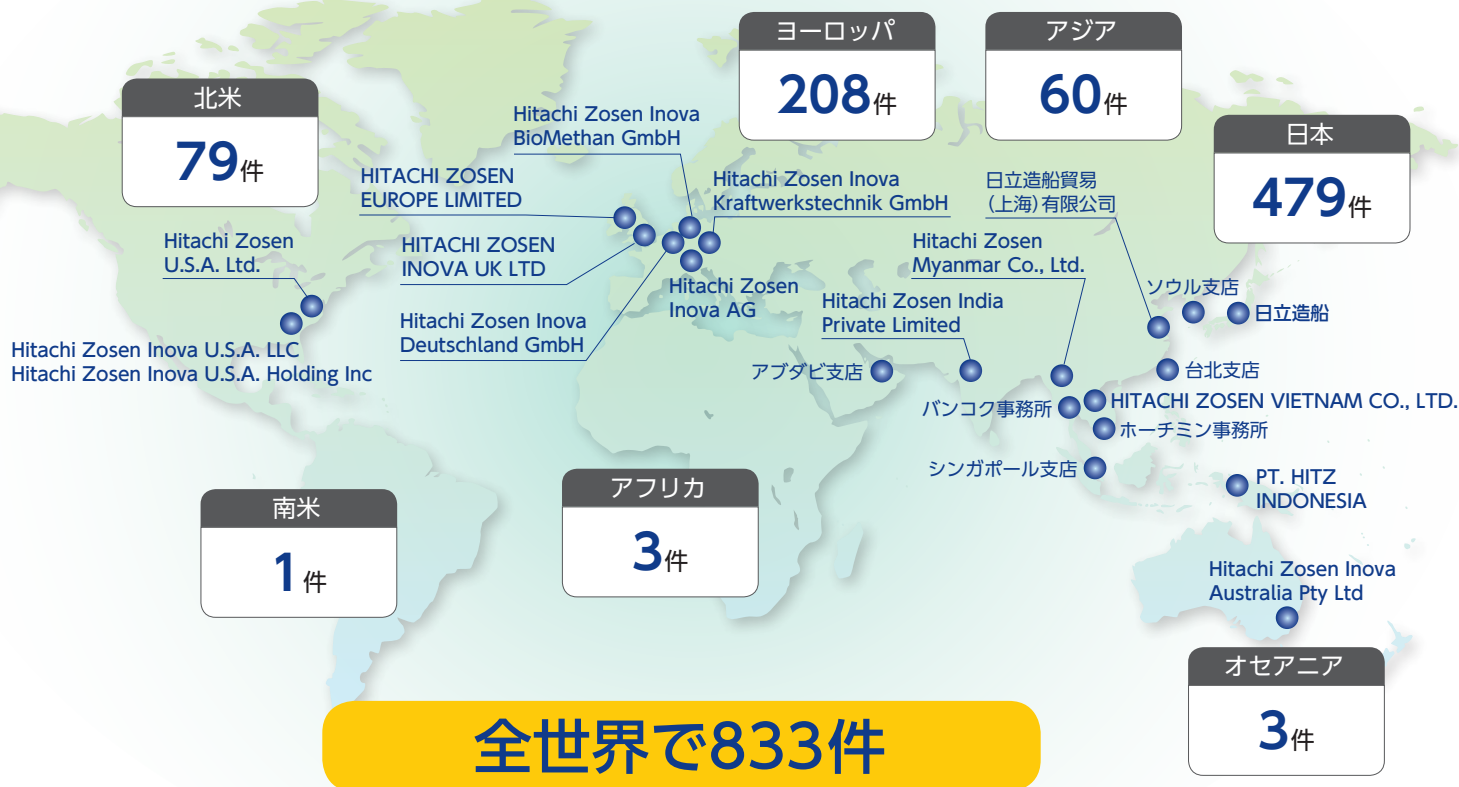 ヨーロッパ
208件
アジア
60件
北米
79件
日本
479件
Hitachi Zosen Inova
BioMethan GmbH
HITACHI ZOSEN
EUROPE LIMITED
Hitachi Zosen Inova
Kraftwerkstechnik GmbH
日立造船貿易
(上海)有限公司
Hitachi Zosen
U.S.A. Ltd.
HITACHI ZOSEN
INOVA UK LTD
Hitachi Zosen
Myanmar Co., Ltd.
Hitachi Zosen
Inova AG
Hitachi Zosen India
Private Limited
ソウル支店
日立造船
Hitachi Zosen Inova
Deutschland GmbH
Hitachi Zosen Inova U.S.A. LLC
Hitachi Zosen Inova U.S.A. Holding Inc
アブダビ支店
台北支店
バンコク事務所
HITACHI ZOSEN VIETNAM CO., LTD.
ホーチミン事務所
シンガポール支店
PT. HITZ
INDONESIA
アフリカ
3件
南米
1件
Hitachi Zosen Inova
Australia Pty Ltd
オセアニア
3件
全世界で833件